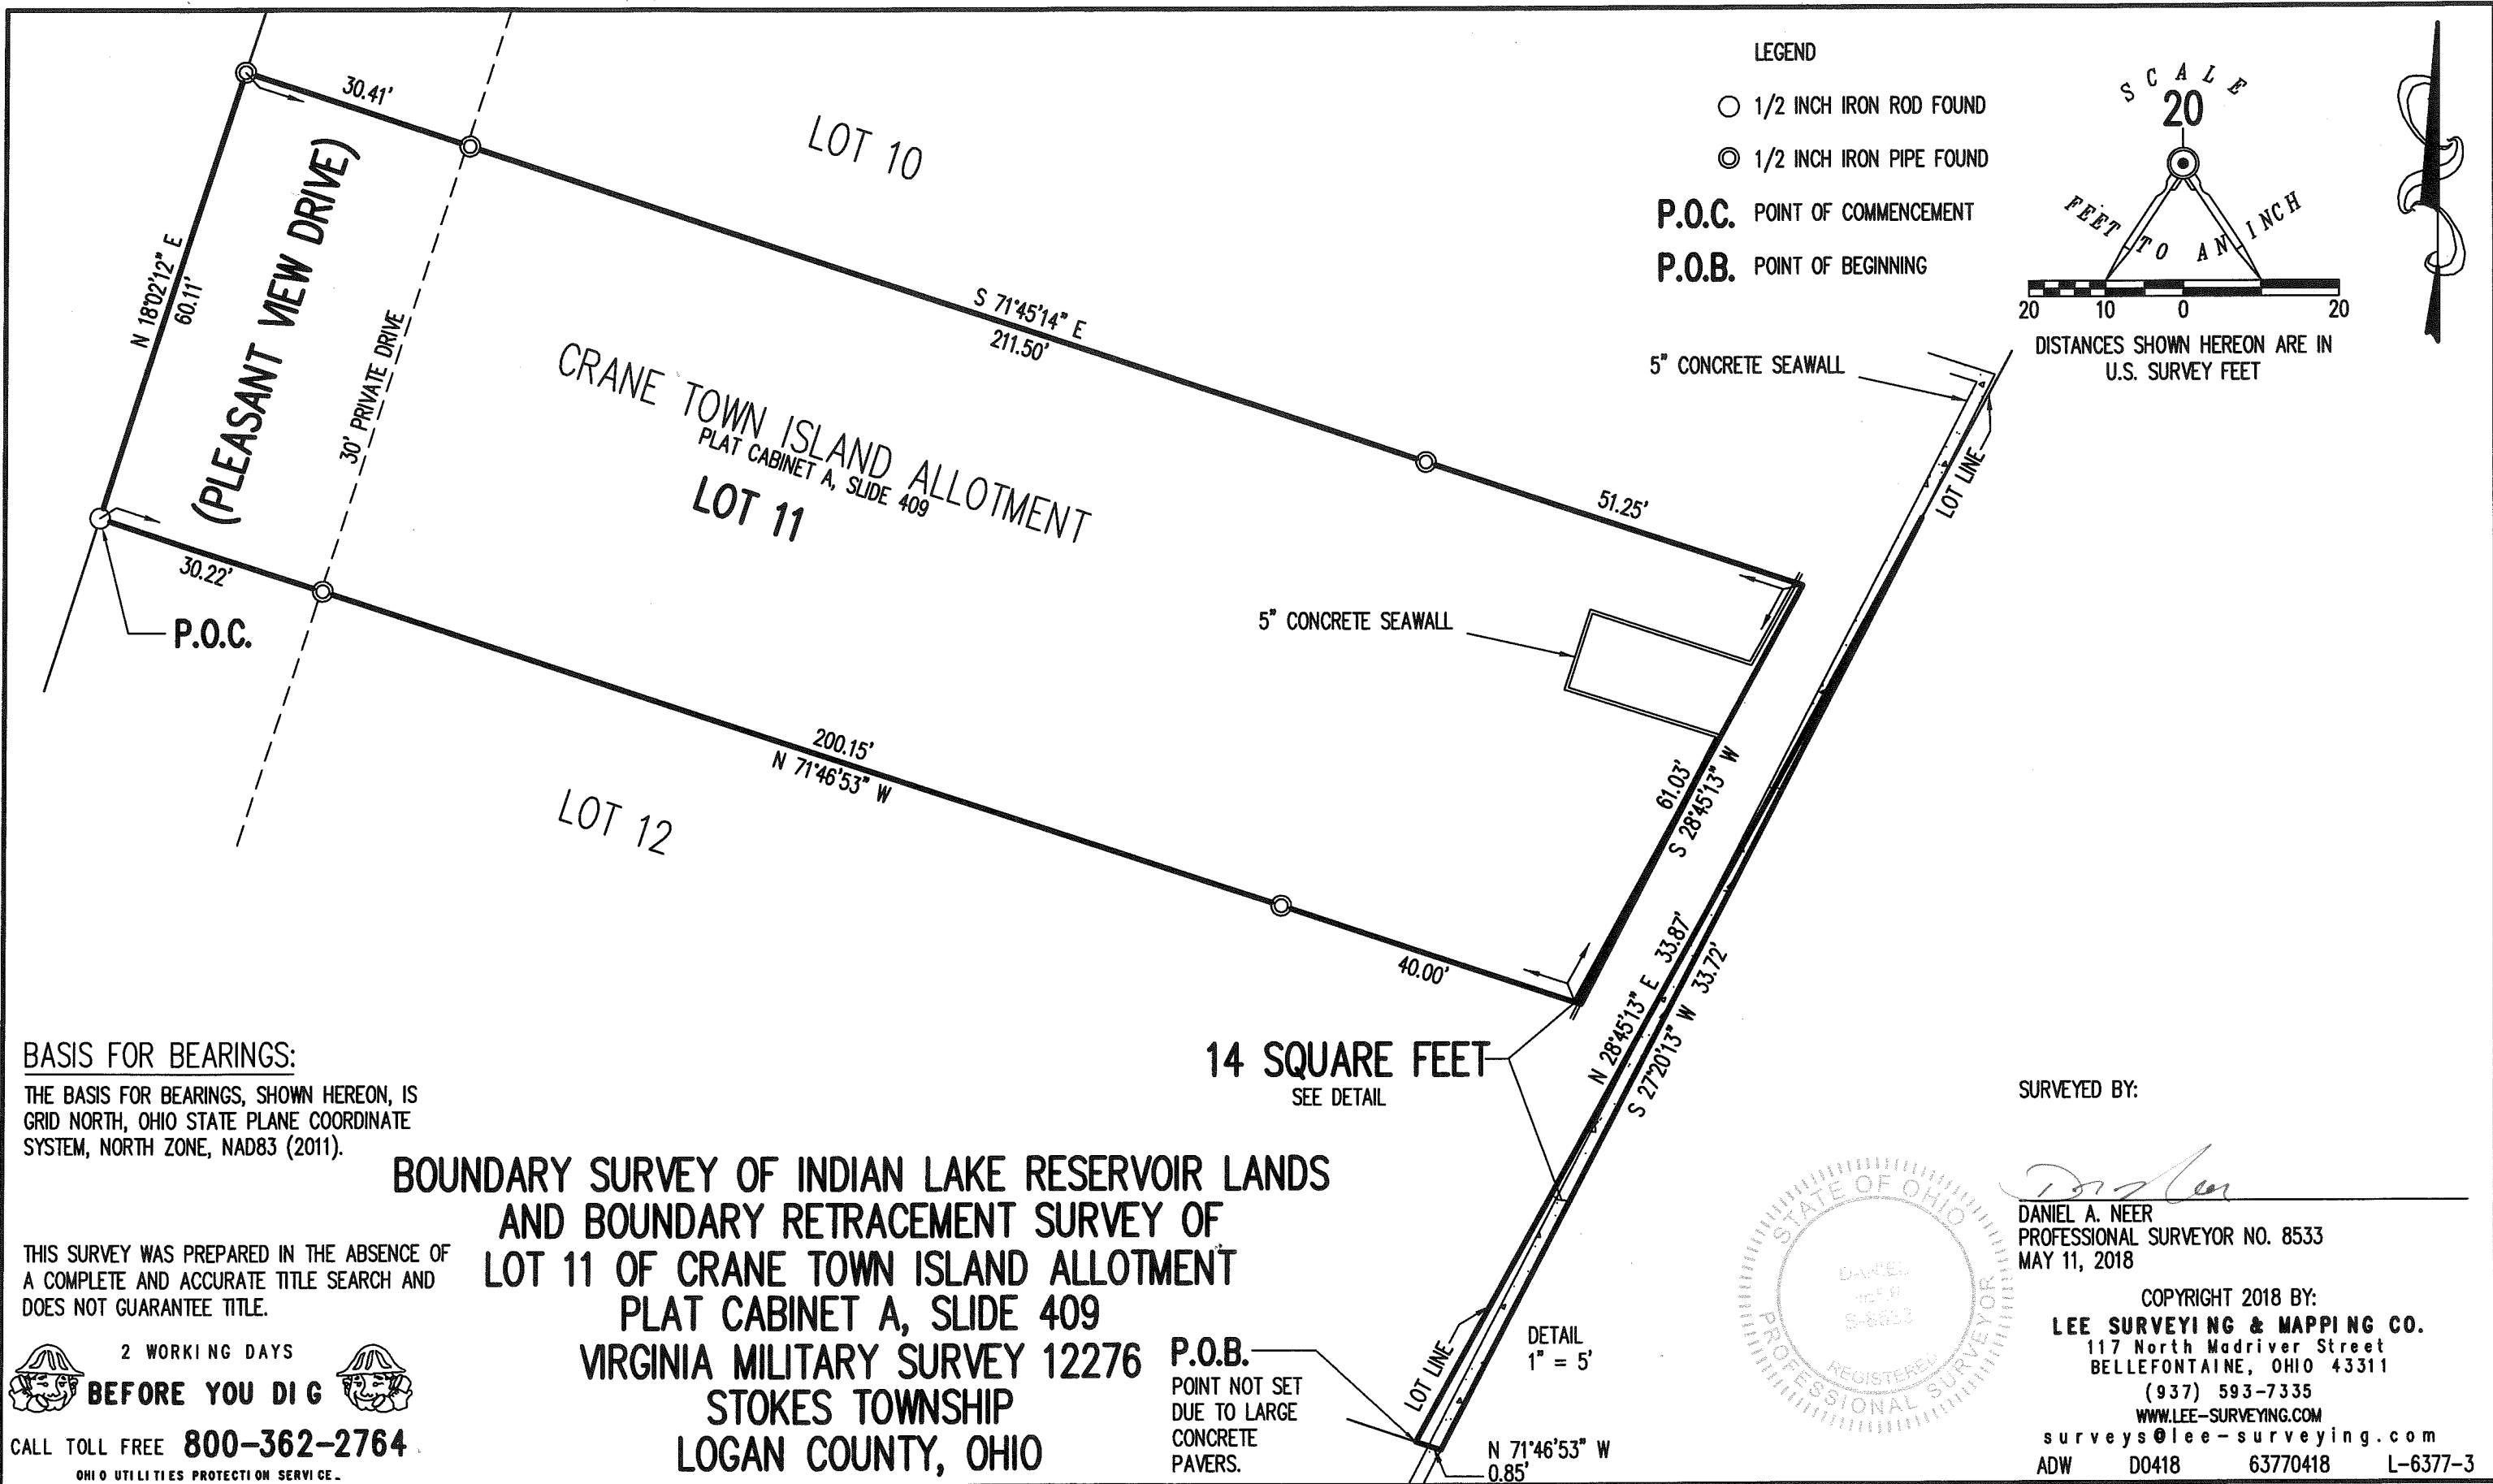 30.41'
LOT 10
N 18°02'12" E
60.11'
(PLEASANT VIEW DRIVE)
30' PRIVATE DRIVE
S 71°45'14" E
211.50'
CRANE TOWN ISLAND ALLOTMENT
PLAT CABINET A, SLIDE 409
LOT 11
51.25'
30.22'
P.O.C.
5" CONCRETE SEAWALL
200.15'
N 71°46'53" W
LOT 12
61.03'
S 28°45'13" W
40.00'
LEGEND
1/2 INCH IRON ROD FOUND
1/2 INCH IRON PIPE FOUND
P.O.C. POINT OF COMMENCEMENT
P.O.B. POINT OF BEGINNING
SCALE
20
FEET TO AN INCH
20 10 0 20
DISTANCES SHOWN HEREON ARE IN
U.S. SURVEY FEET
5" CONCRETE SEAWALL
LOT LINE
N 28°45'13" E 33.87'
S 27°20'13" W 33.72'
14 SQUARE FEET
SEE DETAIL
BASIS FOR BEARINGS:
THE BASIS FOR BEARINGS, SHOWN HEREON, IS
GRID NORTH, OHIO STATE PLANE COORDINATE
SYSTEM, NORTH ZONE, NAD83 (2011).
THIS SURVEY WAS PREPARED IN THE ABSENCE OF
A COMPLETE AND ACCURATE TITLE SEARCH AND
DOES NOT GUARANTEE TITLE.
2 WORKING DAYS
BEFORE YOU DIG
CALL TOLL FREE 800-362-2764
OHIO UTILITIES PROTECTION SERVICE.
BOUNDARY SURVEY OF INDIAN LAKE RESERVOIR LANDS
AND BOUNDARY RETRACEMENT SURVEY OF
LOT 11 OF CRANE TOWN ISLAND ALLOTMENT
PLAT CABINET A, SLIDE 409
VIRGINIA MILITARY SURVEY 12276
STOKES TOWNSHIP
LOGAN COUNTY, OHIO
P.O.B.
POINT NOT SET
DUE TO LARGE
CONCRETE
PAVERS.
LOT LINE
DETAIL
1" = 5'
N 71°46'53" W
0.85'
STATE OF OHIO
DANIEL
NEER
S-8533
REGISTERED
PROFESSIONAL SURVEYOR
SURVEYED BY:
DANIEL A. NEER
PROFESSIONAL SURVEYOR NO. 8533
MAY 11, 2018
COPYRIGHT 2018 BY:
LEE SURVEYING & MAPPING CO.
117 North Madriver Street
BELLEFONTAINE, OHIO 43311
(937) 593-7335
WWW.LEE-SURVEYING.COM
surveys@lee-surveying.com
ADW D0418 63770418 L-6377-3